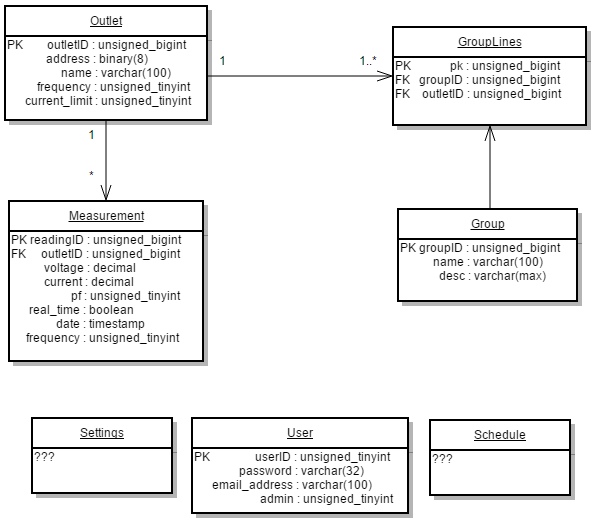 Outlet
PK outletID : unsigned_bigint
address : binary(8)
name : varchar(100)
frequency : unsigned_tinyint
current_limit : unsigned_tinyint
1
1..*
GroupLines
PK pk : unsigned_bigint
FK groupID : unsigned_bigint
FK outletID : unsigned_bigint
1
*
Measurement
PK readingID : unsigned_bigint
FK outletID : unsigned_bigint
voltage : decimal
current : decimal
pf : unsigned_tinyint
real_time : boolean
date : timestamp
frequency : unsigned_tinyint
Group
PK groupID : unsigned_bigint
name : varchar(100)
desc : varchar(max)
Settings
???
User
PK userID : unsigned_tinyint
password : varchar(32)
email_address : varchar(100)
admin : unsigned_tinyint
Schedule
???